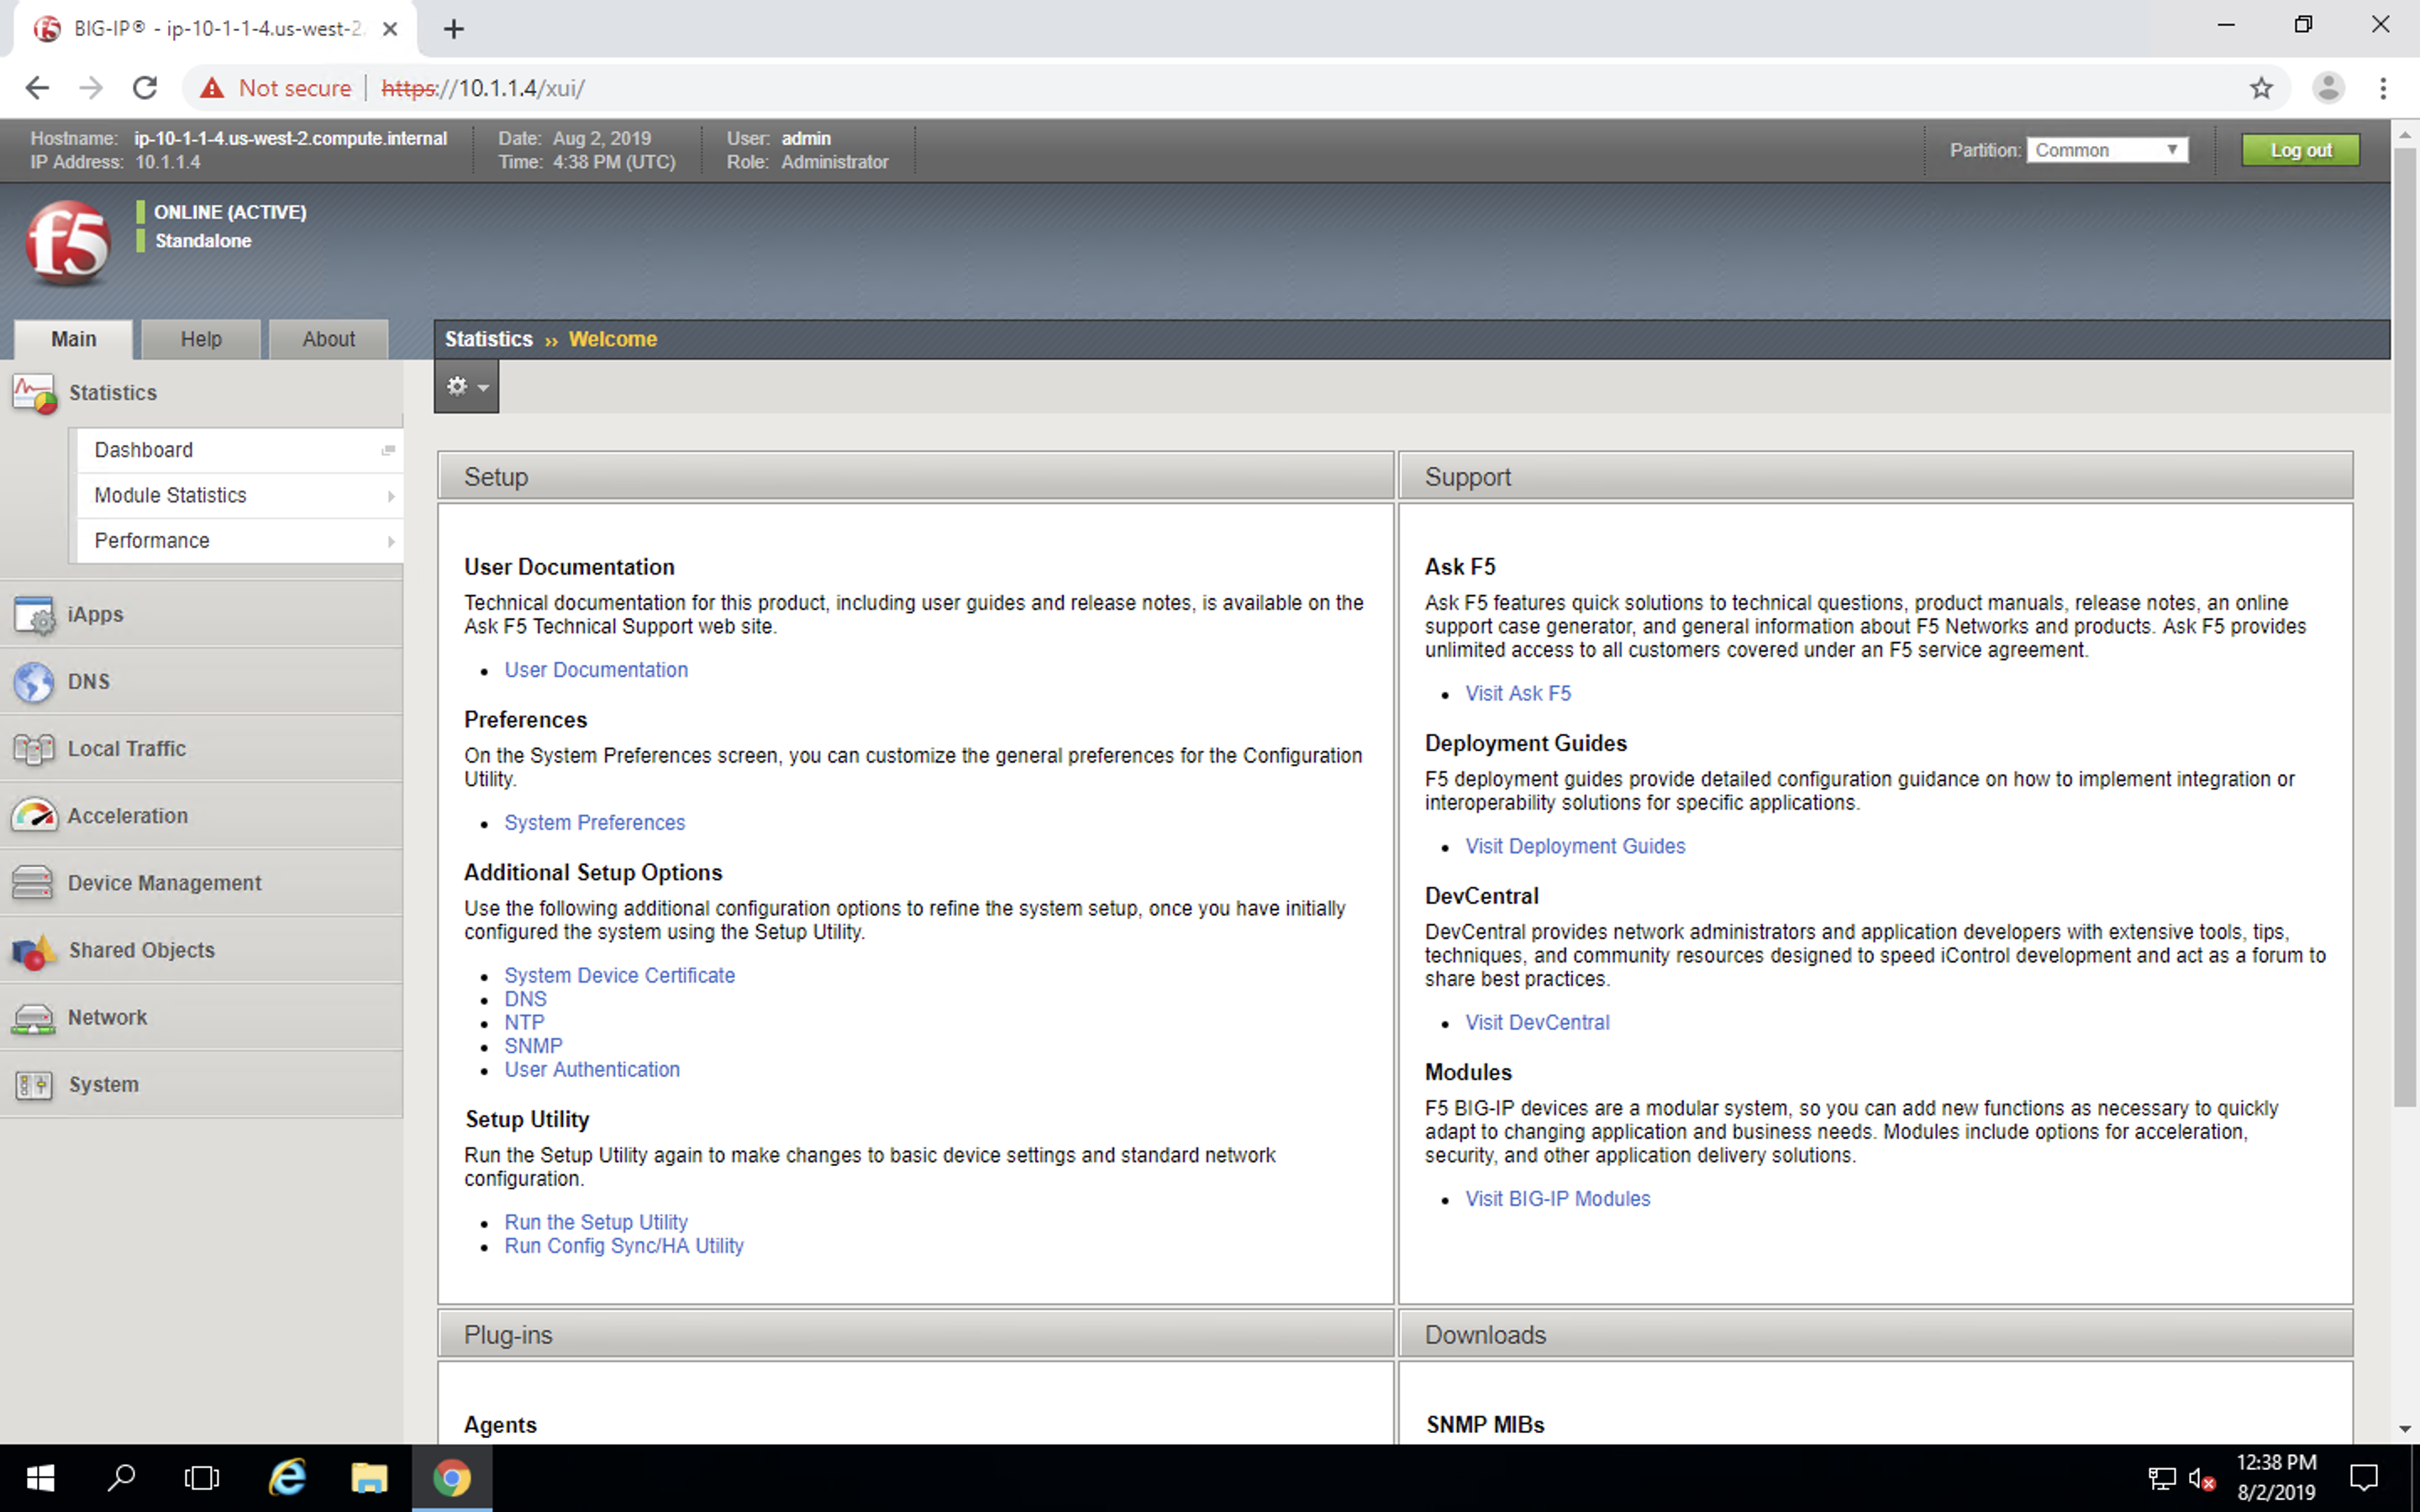 BIG-IP® - ip-10-1-1-4.us-west-2.
Not secure | https://10.1.1.4/xui/
Hostname: ip-10-1-1-4.us-west-2.compute.internal
IP Address: 10.1.1.4
Date: Aug 2, 2019
Time: 4:38 PM (UTC)
User: admin
Role: Administrator
Partition: Common
Log out
f5
ONLINE (ACTIVE)
Standalone
Main
Help
About
Statistics ›› Welcome
Statistics
Dashboard
Module Statistics
Performance
iApps
DNS
Local Traffic
Acceleration
Device Management
Shared Objects
Network
System
Setup
User Documentation
Technical documentation for this product, including user guides and release notes, is available on the
Ask F5 Technical Support web site.
• User Documentation
Preferences
On the System Preferences screen, you can customize the general preferences for the Configuration
Utility.
• System Preferences
Additional Setup Options
Use the following additional configuration options to refine the system setup, once you have initially
configured the system using the Setup Utility.
• System Device Certificate
• DNS
• NTP
• SNMP
• User Authentication
Setup Utility
Run the Setup Utility again to make changes to basic device settings and standard network
configuration.
• Run the Setup Utility
• Run Config Sync/HA Utility
Support
Ask F5
Ask F5 features quick solutions to technical questions, product manuals, release notes, an online
support case generator, and general information about F5 Networks and products. Ask F5 provides
unlimited access to all customers covered under an F5 service agreement.
• Visit Ask F5
Deployment Guides
F5 deployment guides provide detailed configuration guidance on how to implement integration or
interoperability solutions for specific applications.
• Visit Deployment Guides
DevCentral
DevCentral provides network administrators and application developers with extensive tools, tips,
techniques, and community resources designed to speed iControl development and act as a forum to
share best practices.
• Visit DevCentral
Modules
F5 BIG-IP devices are a modular system, so you can add new functions as necessary to quickly
adapt to changing application and business needs. Modules include options for acceleration,
security, and other application delivery solutions.
• Visit BIG-IP Modules
Plug-ins
Agents
Downloads
SNMP MIBs
12:38 PM
8/2/2019